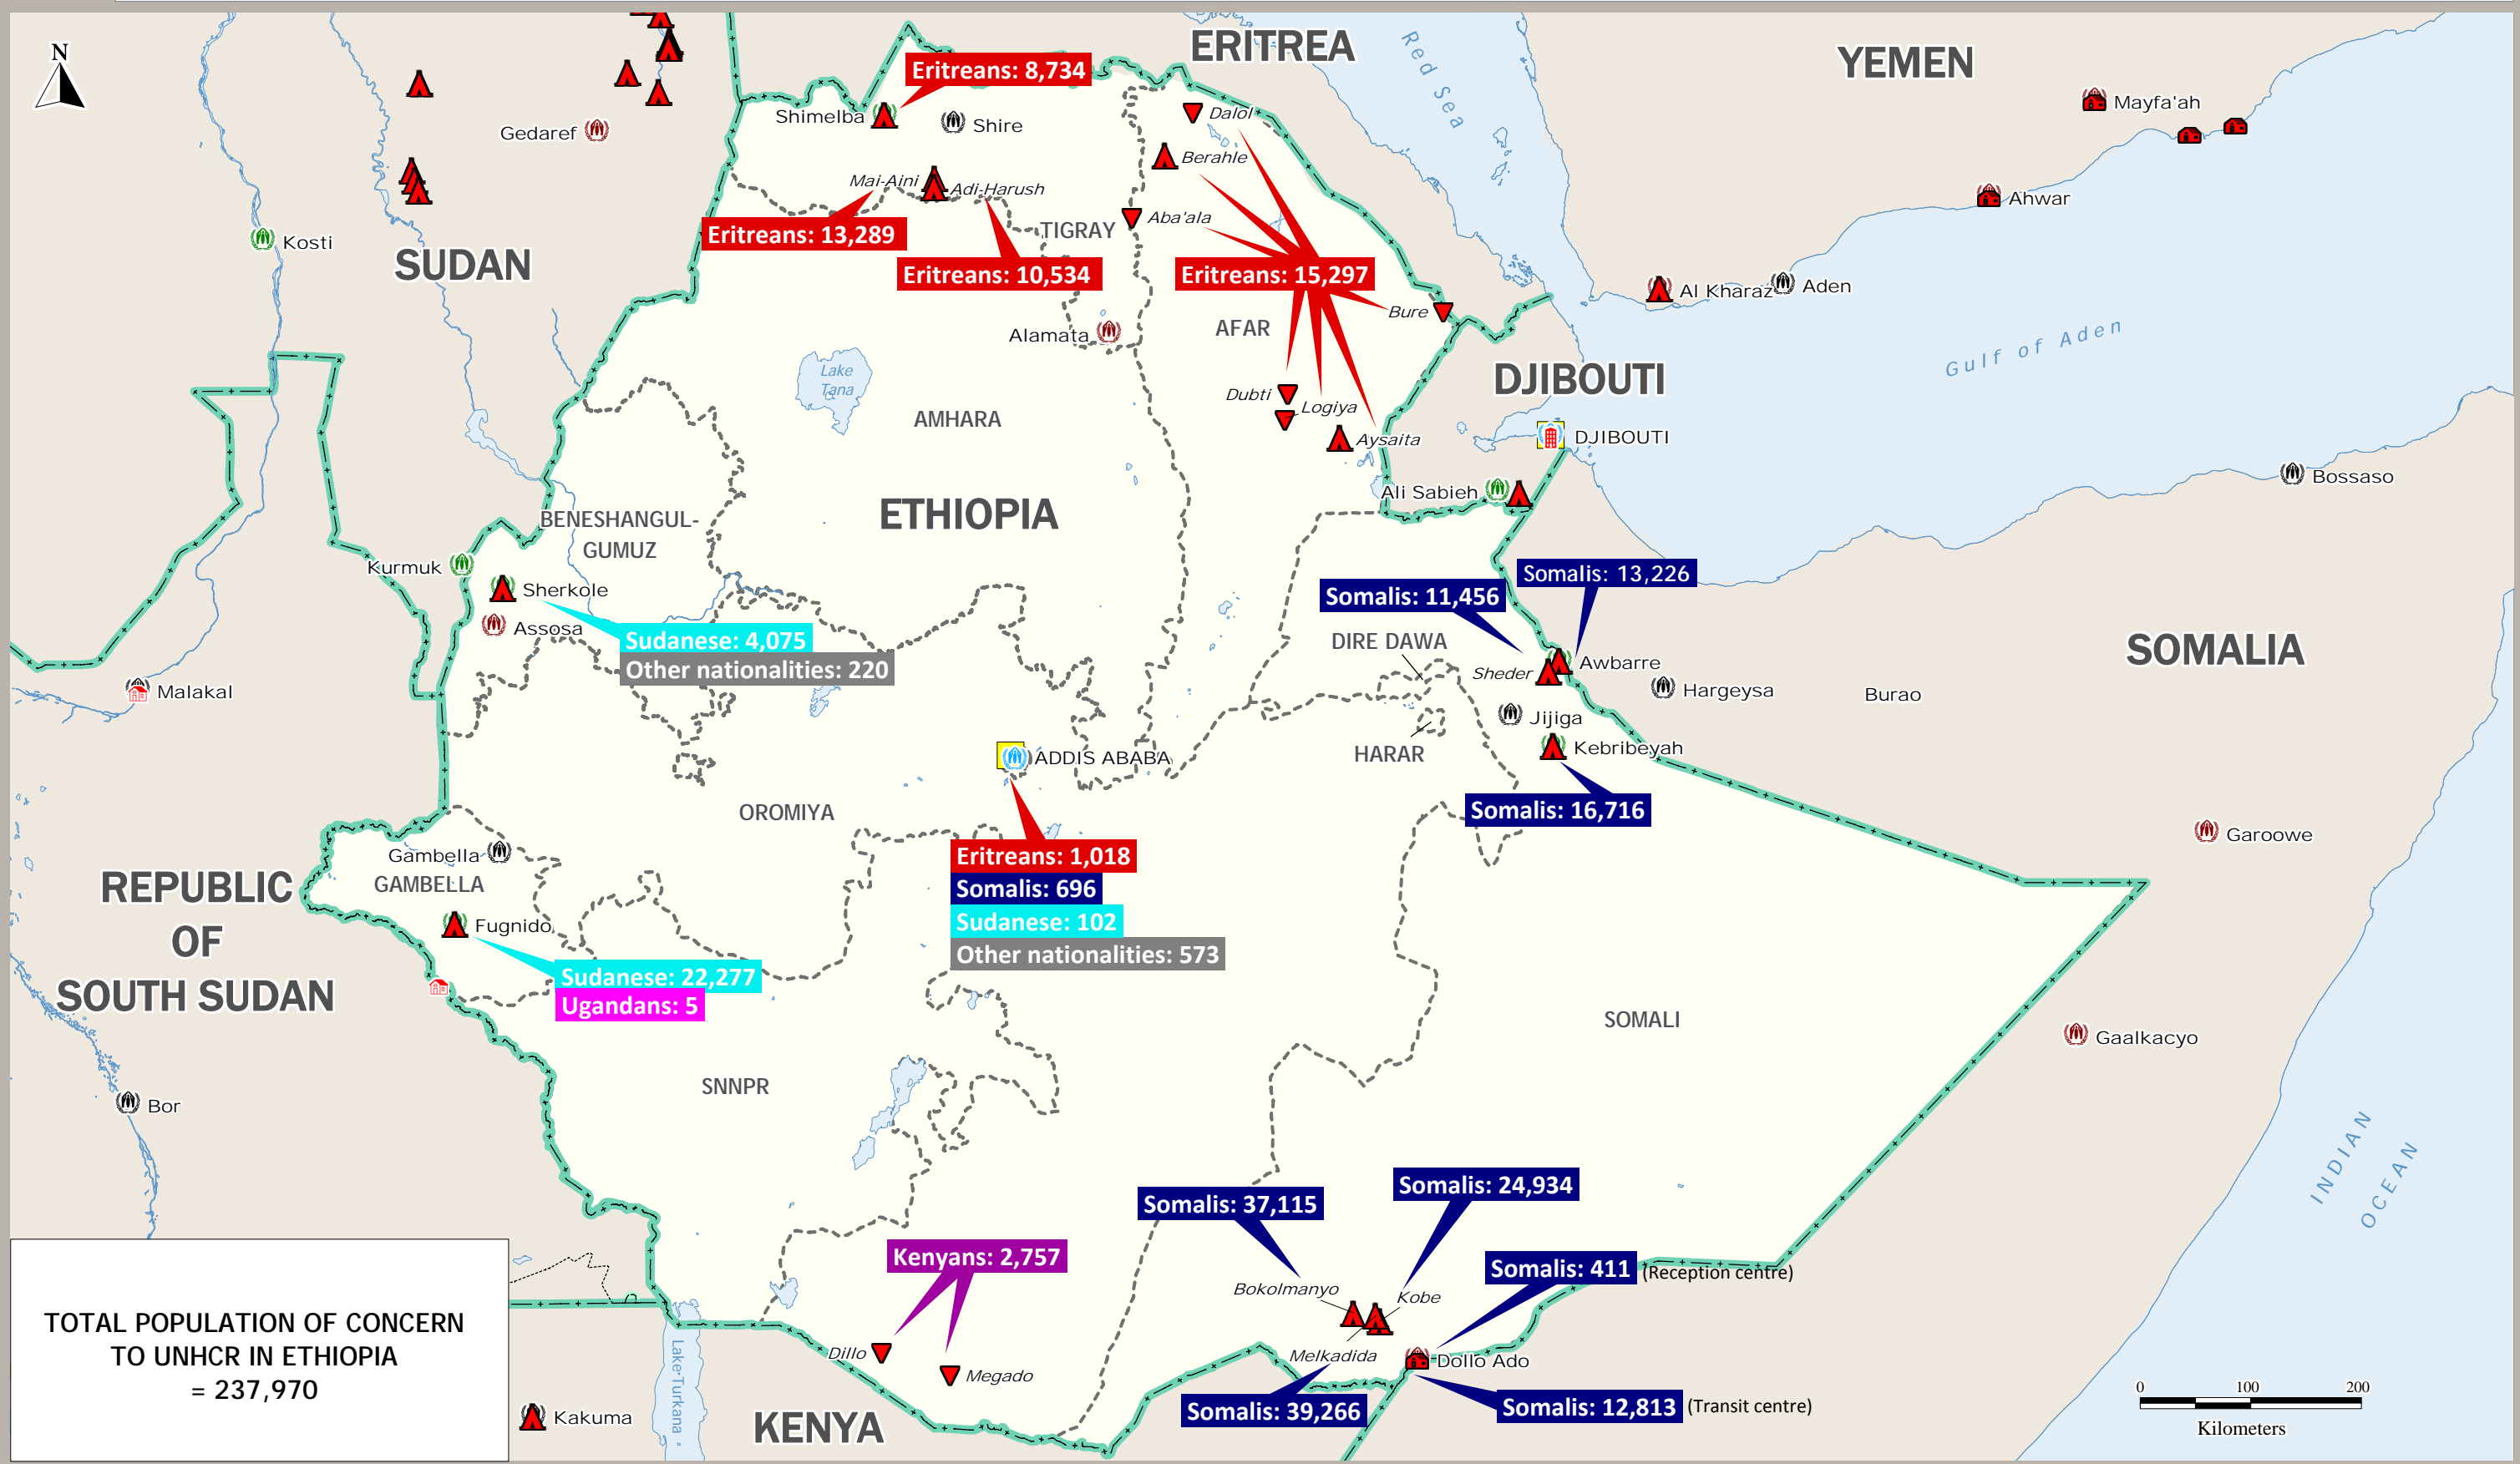 N
ERITREA
Red Sea
YEMEN
Eritreans: 8,734
Shimelba
Shire
Gedaref
Dalol
Berahle
Mayfa'ah
Mai-Aini
Adi-Harush
Ahwar
Eritreans: 13,289
TIGRAY
Aba'ala
Kosti
SUDAN
Eritreans: 10,534
Eritreans: 15,297
Al Kharaz
Aden
Bure
Alamata
AFAR
Gulf of Aden
Lake
Tana
DJIBOUTI
Dubti
Logiya
AMHARA
Aysaita
DJIBOUTI
Bossaso
Ali Sabieh
ETHIOPIA
BENESHANGUL-
GUMUZ
Kurmuk
Sherkole
Somalis: 13,226
Somalis: 11,456
Assosa
Sudanese: 4,075
Other nationalities: 220
DIRE DAWA
SOMALIA
Sheder
Awbarre
Malakal
Hargeysa
Burao
Jijiga
Kebribeyah
HARAR
ADDIS ABABA
OROMIYA
Somalis: 16,716
Garoowe
Gambella
GAMBELLA
Eritreans: 1,018
Somalis: 696
Sudanese: 102
Other nationalities: 573
REPUBLIC
OF
SOUTH SUDAN
Fugnido
Sudanese: 22,277
Ugandans: 5
SOMALI
Gaalkacyo
SNNPR
Bor
INDIAN
OCEAN
Somalis: 24,934
Somalis: 37,115
Kenyans: 2,757
Somalis: 411 (Reception centre)
Bokolmanyo
Kobe
TOTAL POPULATION OF CONCERN
TO UNHCR IN ETHIOPIA
= 237,970
Dillo
Melkadida
Dollo Ado
Megado
Lake Turkana
Somalis: 39,266
Somalis: 12,813 (Transit centre)
Kakuma
KENYA
0 100 200
Kilometers